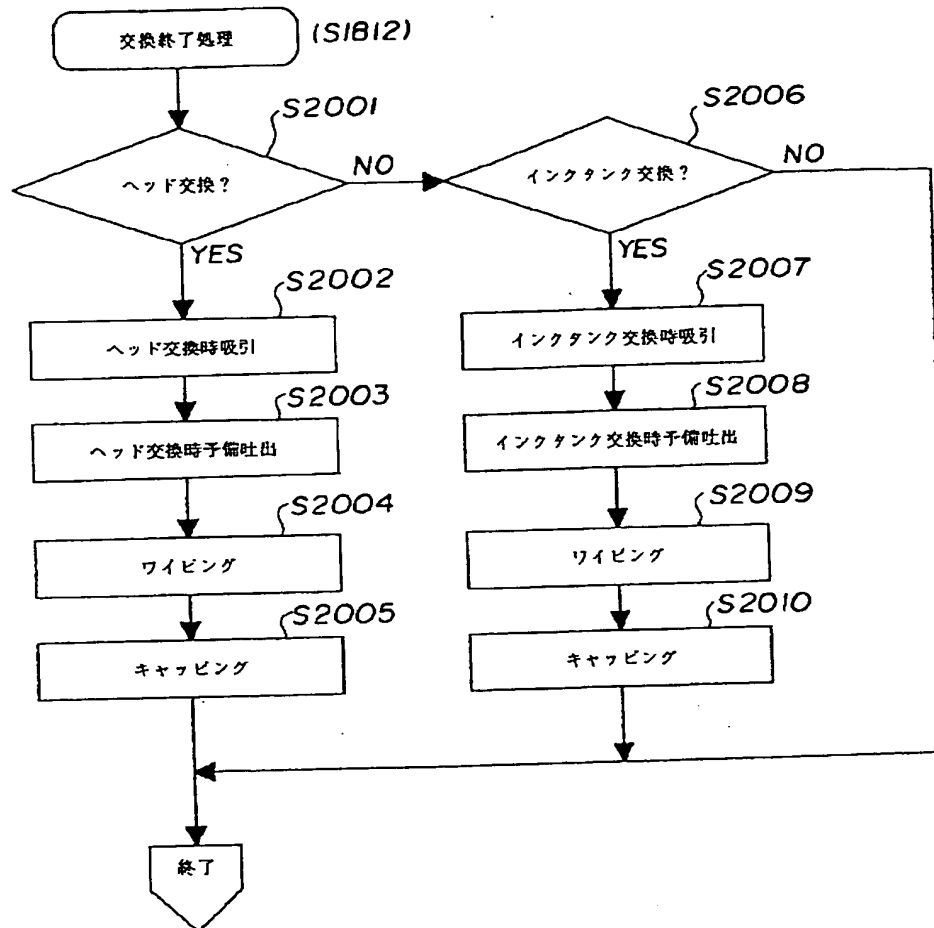 交換終了処理
(S1812)
S2001
ヘッド交換?
NO
YES
S2002
ヘッド交換時吸引
S2003
ヘッド交換時予備吐出
S2004
ワイピング
S2005
キャッピング
S2006
インクタンク交換?
NO
YES
S2007
インクタンク交換時吸引
S2008
インクタンク交換時予備吐出
S2009
ワイピング
S2010
キャッピング
終了